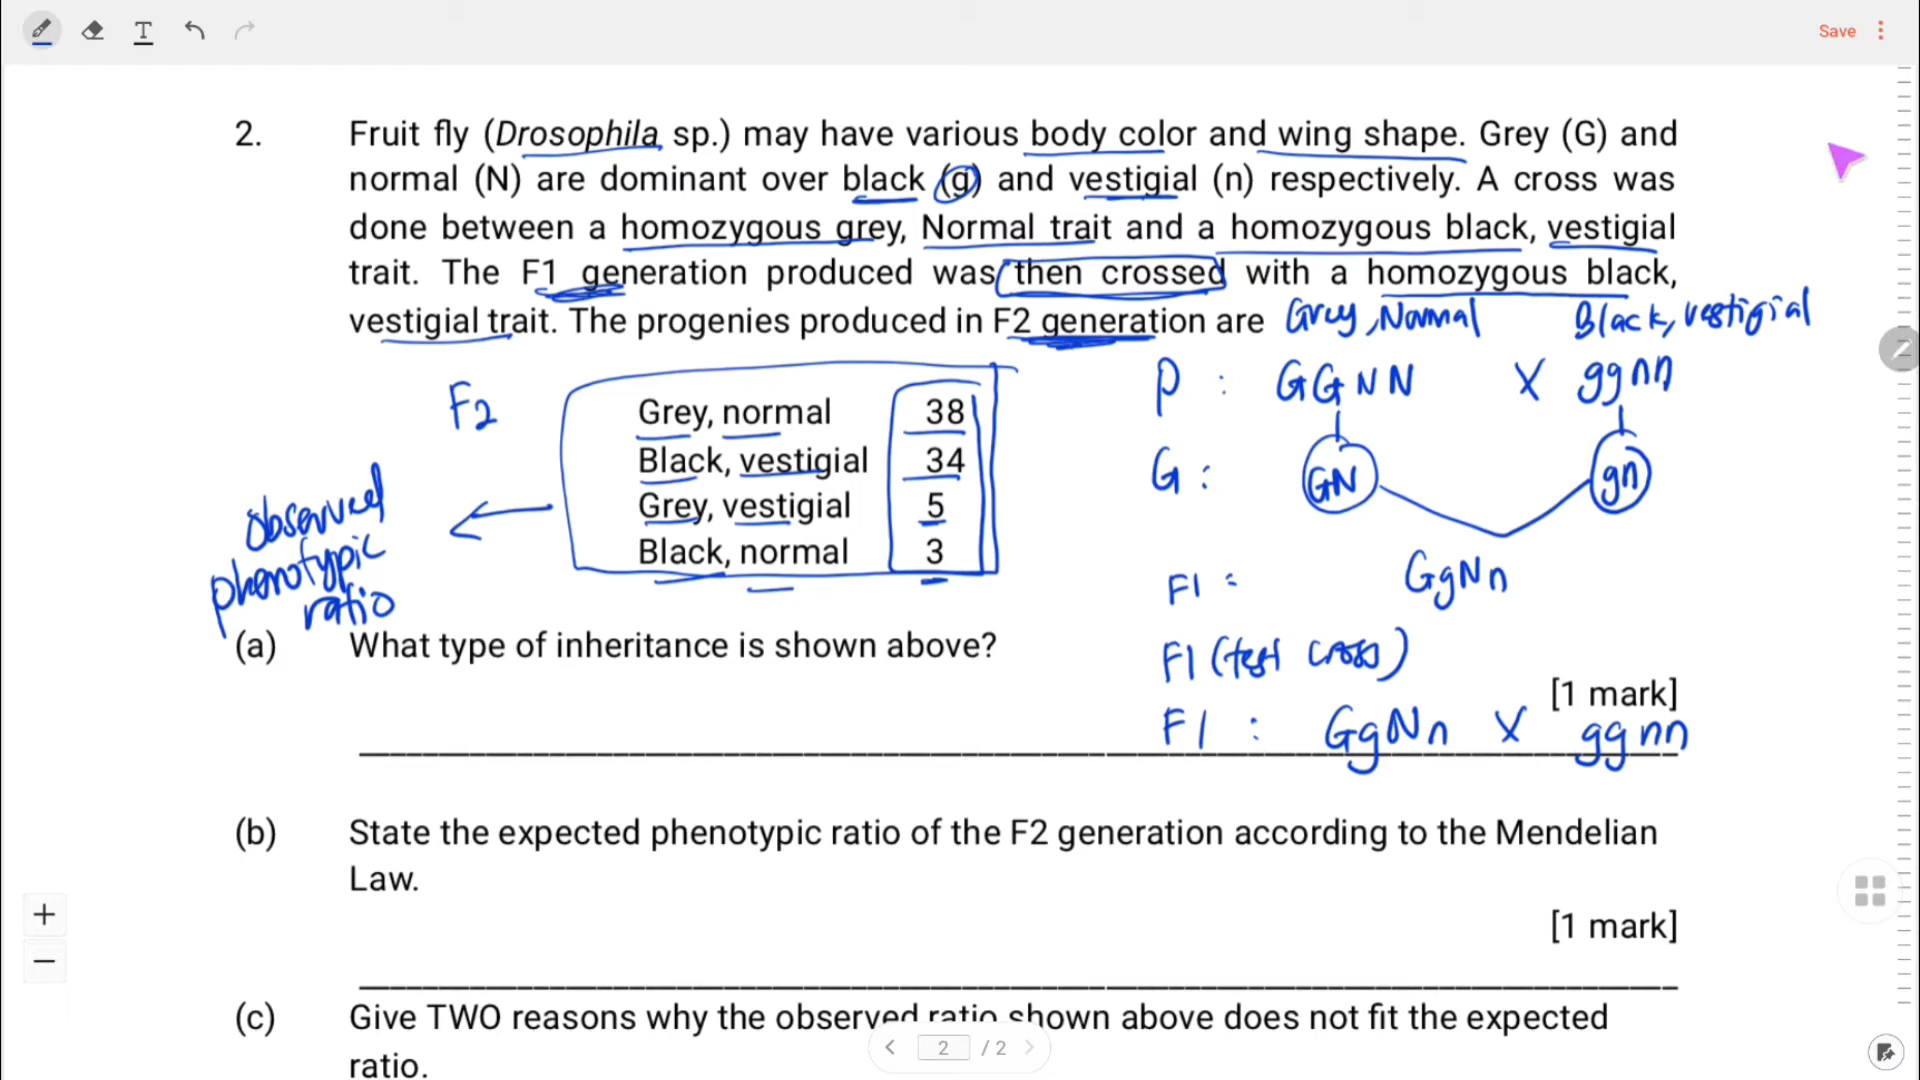 Save
2. Fruit fly (Drosophila sp.) may have various body color and wing shape. Grey (G) and
normal (N) are dominant over black (g) and vestigial (n) respectively. A cross was
done between a homozygous grey, Normal trait and a homozygous black, vestigial
trait. The F1 generation produced was then crossed with a homozygous black,
vestigial trait. The progenies produced in F2 generation are
Grey, Normal Black, vestigial
P : GGNN X ggnn
F2
Grey, normal 38
Black, vestigial 34
Grey, vestigial 5
Black, normal 3
G : GN gn
observed
phenotypic
ratio
F1 : GgNn
(a) What type of inheritance is shown above?
F1 (test cross)
[1 mark]
F1 : GgNn X ggnn
(b) State the expected phenotypic ratio of the F2 generation according to the Mendelian
Law.
[1 mark]
(c) Give TWO reasons why the observed ratio shown above does not fit the expected
ratio.
2 / 2